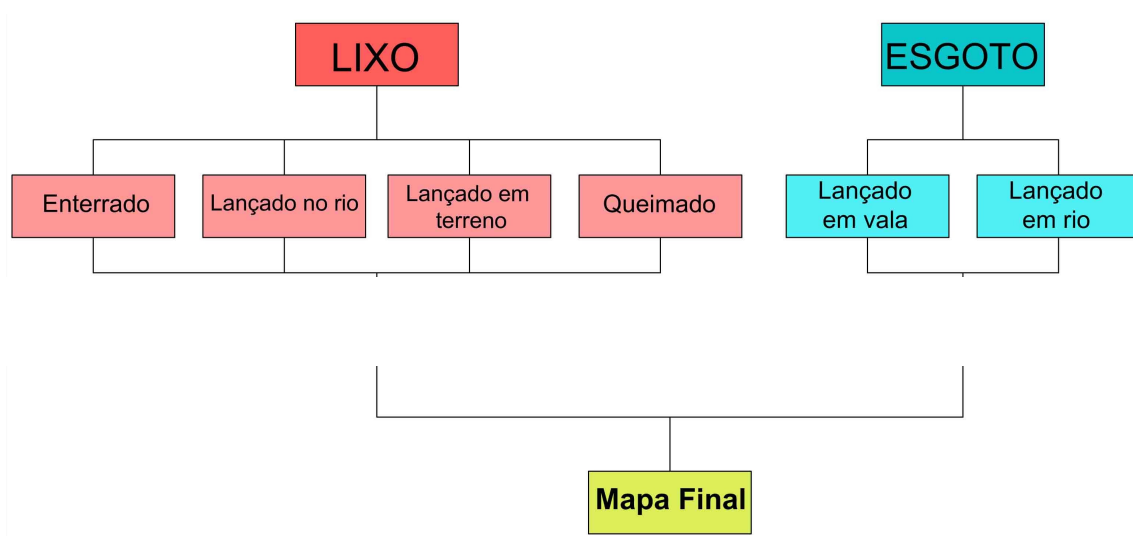 LIXO
ESGOTO
Enterrado
Lançado no rio
Lançado em
terreno
Queimado
Lançado
em vala
Lançado
em rio
Mapa Final